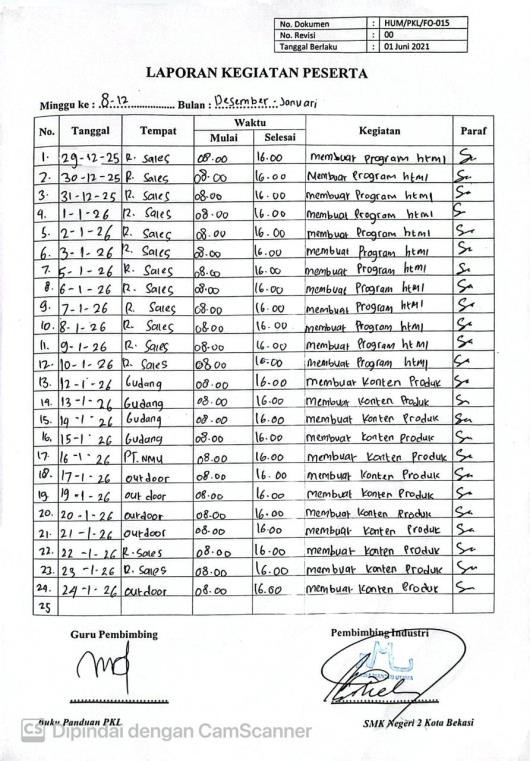 No. Dokumen : HUM/PKL/FO-015
No. Revisi : 00
Tanggal Berlaku : 01 Juni 2021
LAPORAN KEGIATAN PESERTA
Minggu ke : 8-12 Bulan : Desember - Januari
No. Tanggal Tempat Waktu Kegiatan Paraf
Mulai Selesai
1. 29-12-25 R. Sales 08.00 16.00 membuat Program html
2. 30-12-25 R. Sales 08.00 16.00 Membuat Program html
3. 31-12-25 R. Sales 08.00 16.00 membuat Program html
4. 1-1-26 R. Sales 08.00 16.00 membuat Program html
5. 2-1-26 R. Sales 08.00 16.00 membuat Program html
6. 3-1-26 R. Sales 08.00 16.00 membuat Program html
7. 5-1-26 R. Sales 08.00 16.00 membuat Program html
8. 6-1-26 R. Sales 08.00 16.00 membuat Program html
9. 7-1-26 R. Sales 08.00 16.00 membuat Program html
10. 8-1-26 R. Sales 08.00 16.00 membuat Program html
11. 9-1-26 R. Sales 08.00 16.00 membuat Program html
12. 10-1-26 R. Sales 08.00 16.00 membuat Program html
13. 12-1-26 Gudang 08.00 16.00 membuat Konten Produk
14. 13-1-26 Gudang 08.00 16.00 membuat Konten Produk
15. 14-1-26 Gudang 08.00 16.00 membuat Konten Produk
16. 15-1-26 Gudang 08.00 16.00 membuat Konten Produk
17. 16-1-26 PT. NMU 08.00 16.00 membuat Konten Produk
18. 17-1-26 outdoor 08.00 16.00 membuat Konten Produk
19. 19-1-26 out door 08.00 16.00 membuat Konten Produk
20. 20-1-26 outdoor 08.00 16.00 membuat Konten Produk
21. 21-1-26 outdoor 08.00 16.00 membuat Konten Produk
22. 22-1-26 R. Sales 08.00 16.00 membuat Konten Produk
23. 23-1-26 R. Sales 08.00 16.00 membuat Konten Produk
24. 24-1-26 outdoor 08.00 16.00 membuat Konten Produk
25
Guru Pembimbing Pembimbing Industri
Buku Panduan PKL SMK Negeri 2 Kota Bekasi
CS Dipindai dengan CamScanner